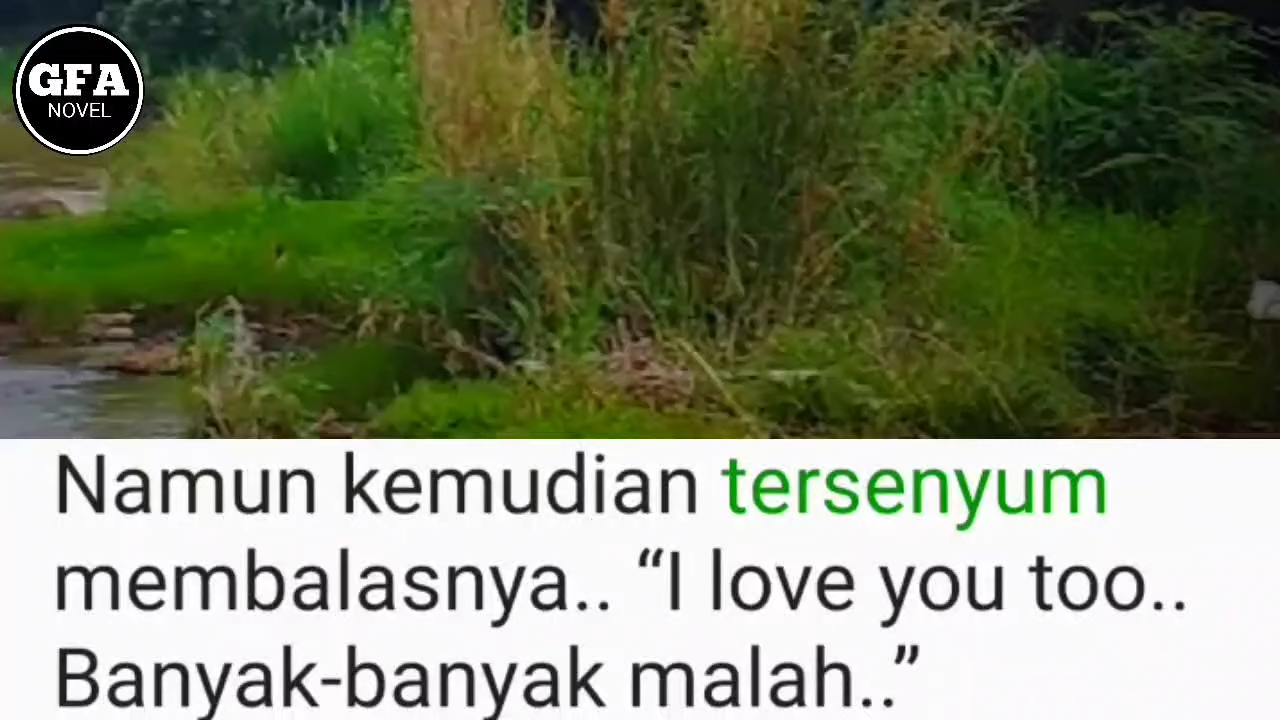 GFA
NOVEL
Namun kemudian tersenyum
membalasnya.. “I love you too..
Banyak-banyak malah..”